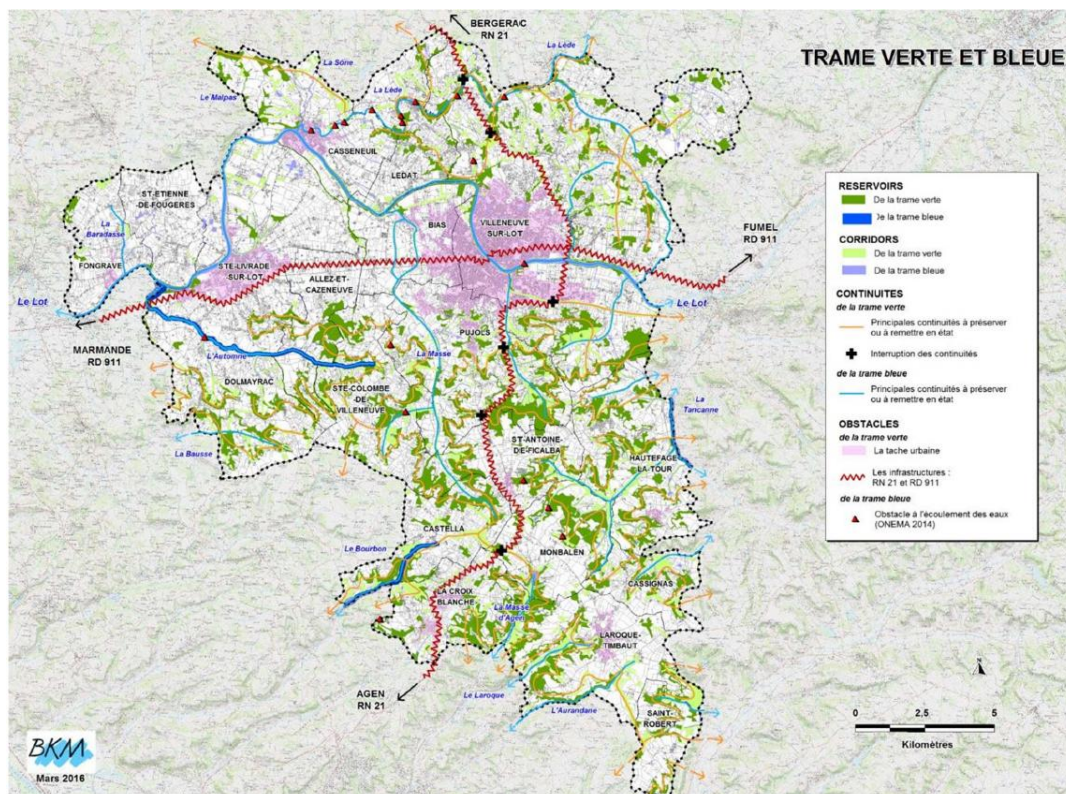 BERGERAC
RN 21
TRAME VERTE ET BLEUE
La Sône
La Lède
Le Malpas
La Lède
CASSENEUIL
LEDAT
ST-ETIENNE
-DE-FOUGERES
La
Baradasse
FONGRAVE
BIAS
VILLENEUVE
SUR-LOT
STE-LIVRADE
-SUR-LOT
ALLEZ-ET-
CAZENEUVE
FUMEL
RD 911
Le Lot
Le Lot
MARMANDE
RD 911
PUJOLS
L'Automne
La Masse
DOLMAYRAC
STE-COLOMBE
-DE-
VILLENEUVE
La Bausse
ST-ANTOINE-
DE-FICALBA
La
Tancanne
HAUTEFAGE-
LA-TOUR
CASTELLA
Le Bourbon
MONBALEN
CASSIGNAS
LA CROIX
BLANCHE
La Masse
d'Agen
LAROQUE-
TIMBAUT
AGEN
RN 21
Le Laroque
L'Aurandane
SAINT-
ROBERT
RESERVOIRS
De la trame verte
De la trame bleue
CORRIDORS
De la trame verte
De la trame bleue
CONTINUITES
de la trame verte
Principales continuités à préserver
ou à remettre en état
Interruption des continuités
de la trame bleue
Principales continuités à préserver
ou à remettre en état
OBSTACLES
de la trame verte
La tache urbaine
Les infrastructures :
RN 21 et RD 911
de la trame bleue
Obstacle à l'écoulement des eaux
(ONEMA 2014)
N
0 2,5 5
Kilomètres
BKM
Mars 2016